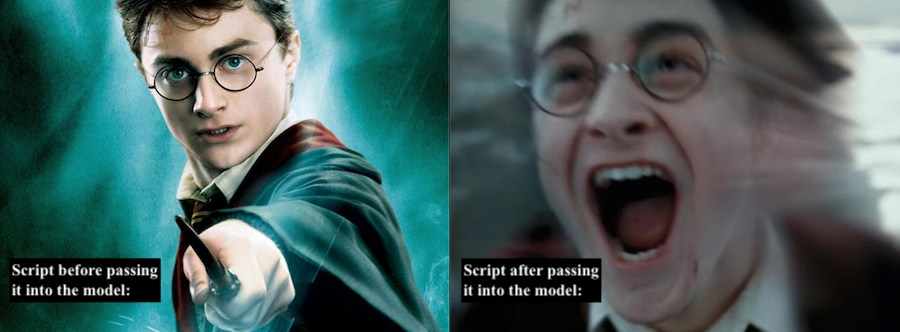 Script before passing
it into the model:
Script after passing
it into the model: